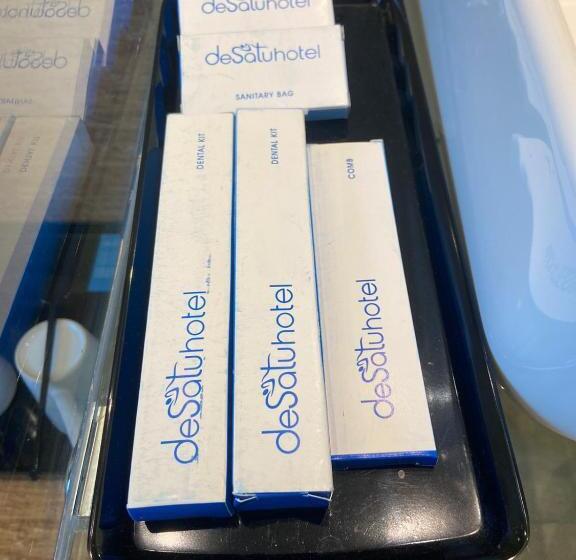 deSatuhotel
deSatuhotel
SANITARY BAG
DENTAL KIT
deSatuhotel
DENTAL KIT
deSatuhotel
COMB
deSatuhotel